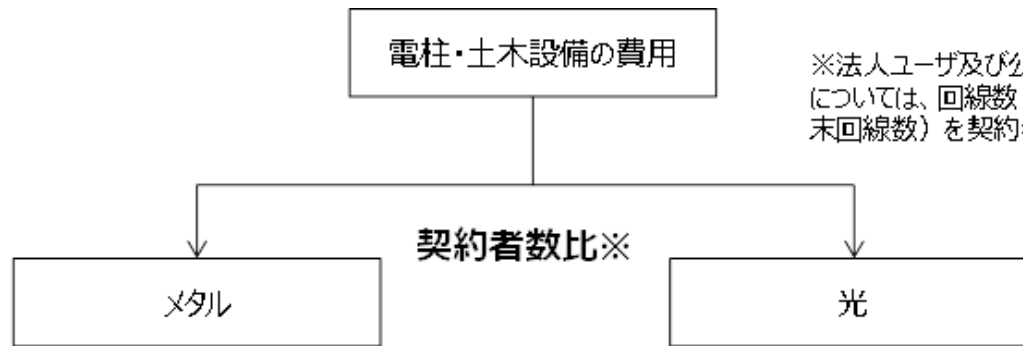 電柱・土木設備の費用
※法人ユーザ及び
については、回線数
末回線数）を契約
契約者数比※
メタル
光